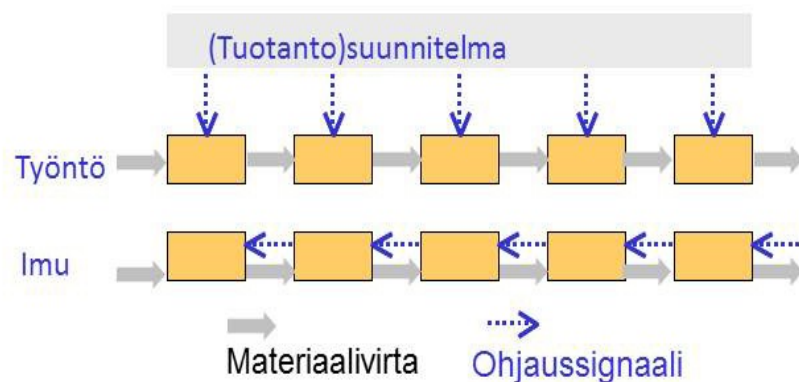 (Tuotanto)suunnitelma
Työntö
Imu
Materiaalivirta
Ohjaussignaali